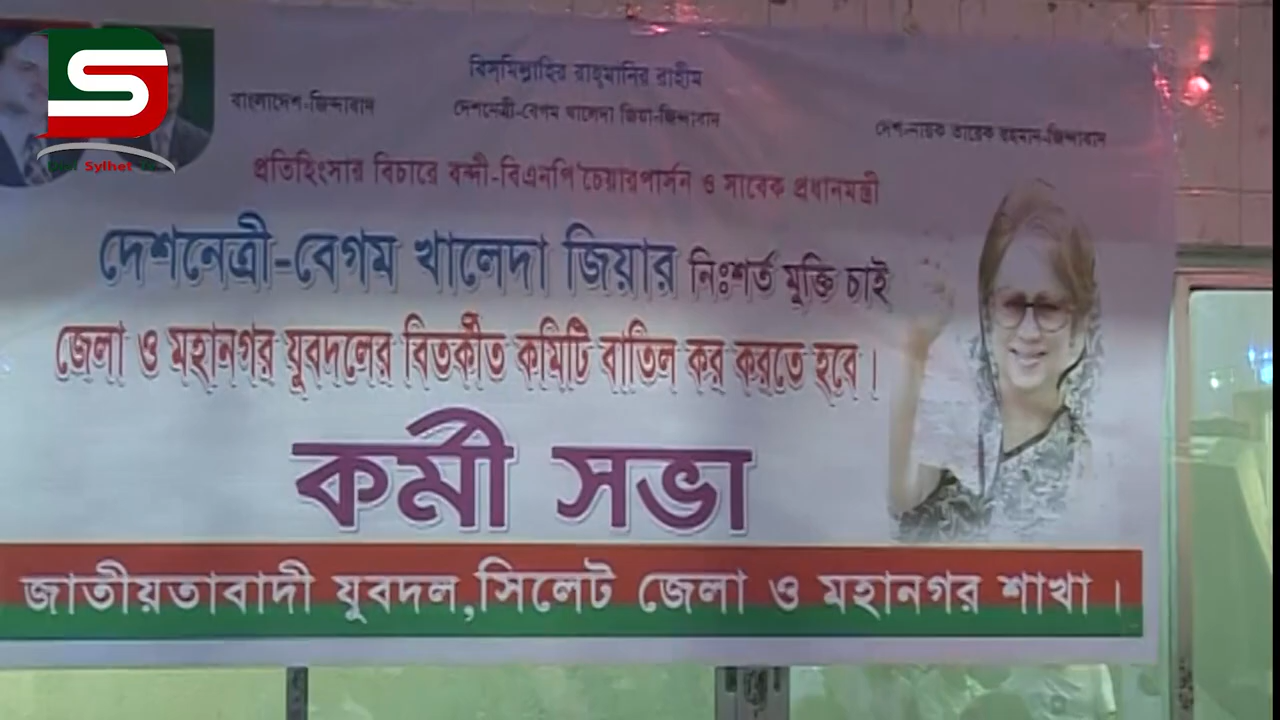 বিসমিল্লাহির রাহমানির রাহীম
বাংলাদেশ-জিন্দাবাদ
দেশনেত্রী-বেগম খালেদা জিয়া-জিন্দাবাদ
দেশ-নায়ক তারেক রহমান-জিন্দাবাদ
প্রতিহিংসার বিচারে বন্দী-বিএনপি চৈয়ারপার্সন ও সাবেক প্রধানমন্ত্রী
দেশনেত্রী-বেগম খালেদা জিয়ার নিঃশর্ত মুক্তি চাই
জেলা ও মহানগর যুবদলের বিতর্কীত কমিটি বাতিল কর করতে হবে।
কর্মী সভা
জাতীয়তাবাদী যুবদল,সিলেট জেলা ও মহানগর শাখা।
S
Sylhet